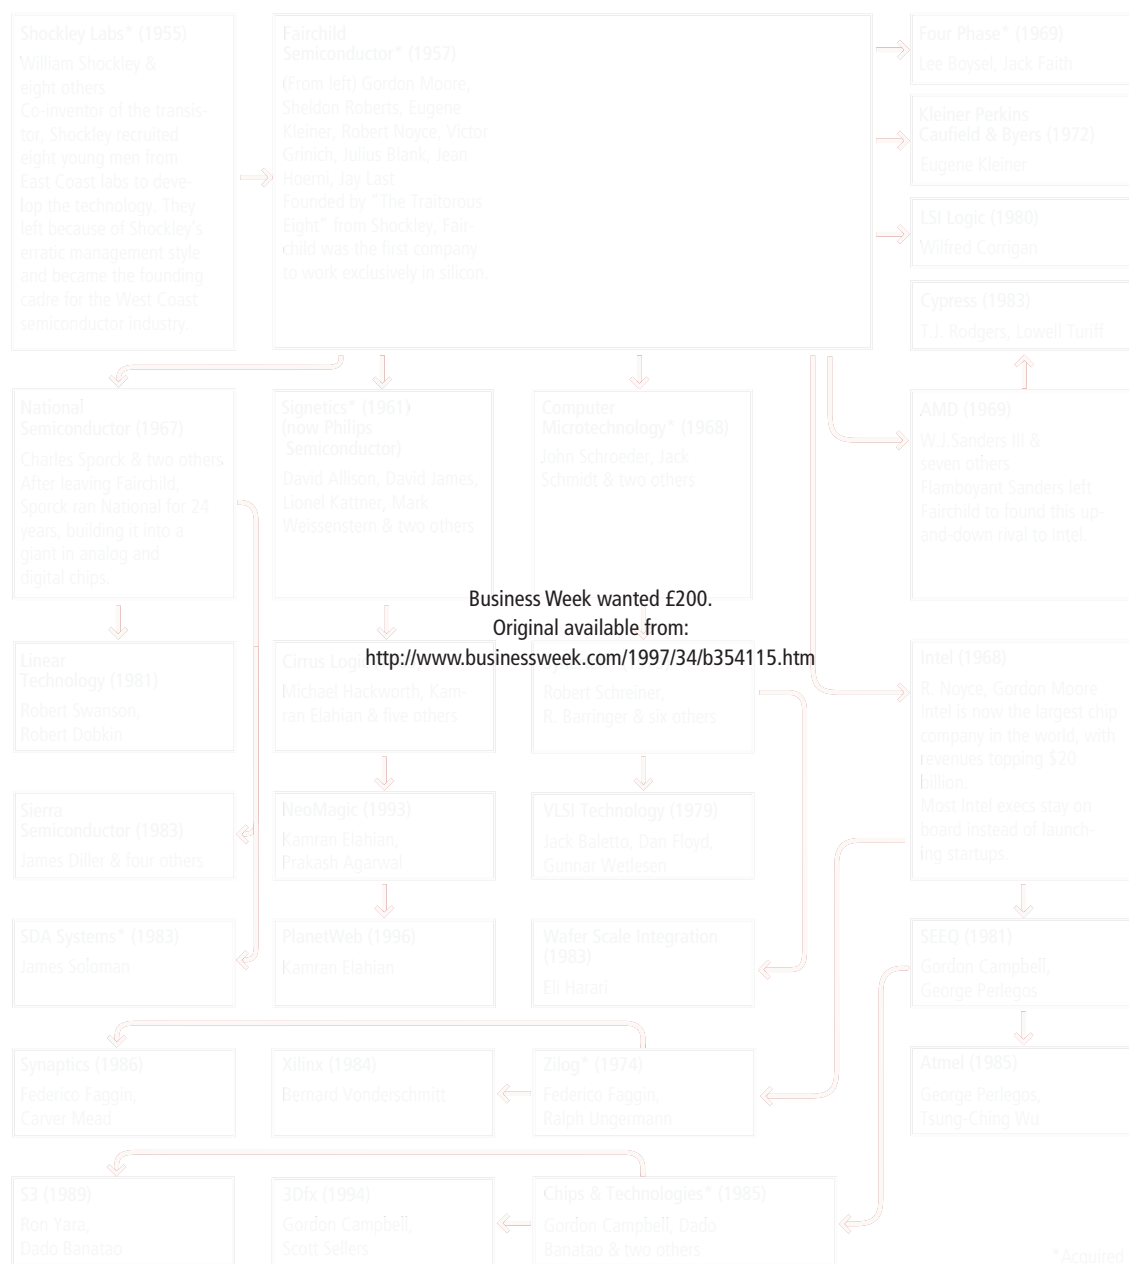 Shockley Labs* (1955)
William Shockley &
eight others
Co-inventor of the transis-
tor, Shockley recruited
eight young men from
East Coast labs to deve-
lop the technology. They
left because of Shockley's
erratic management style
and became the founding
cadre for the West Coast
semiconductor industry.
Fairchild
Semiconductor* (1957)
(From left) Gordon Moore,
Sheldon Roberts, Eugene
Kleiner, Robert Noyce, Victor
Grinich, Julius Blank, Jean
Hoerni, Jay Last
Founded by "The Traitorous
Eight" from Shockley, Fair-
child was the first company
to work exclusively in silicon.
Four Phase* (1969)
Lee Boysel, Jack Faith
Kleiner Perkins
Caufield & Byers (1972)
Eugene Kleiner
LSI Logic (1980)
Wilfred Corrigan
Cypress (1983)
T.J. Rodgers, Lowell Turiff
National
Semiconductor (1967)
Charles Sporck & two others
After leaving Fairchild,
Sporck ran National for 24
years, building it into a
giant in analog and
digital chips.
Signetics* (1961)
(now Philips
Semiconductor)
David Allison, David James,
Lionel Kattner, Mark
Weissenstern & two others
Computer
Microtechnology* (1968)
John Schroeder, Jack
Schmidt & two others
AMD (1969)
W.J.Sanders III &
seven others
Flamboyant Sanders left
Fairchild to found this up-
and-down rival to Intel.
Business Week wanted £200.
Original available from:
http://www.businessweek.com/1997/34/b354115.htm
Linear
Technology (1981)
Robert Swanson,
Robert Dobkin
Cirrus Logic
Michael Hackworth, Kam-
ran Elahian & five others
Robert Schreiner,
R. Barringer & six others
Intel (1968)
R. Noyce, Gordon Moore
Intel is now the largest chip
company in the world, with
revenues topping $20
billion.
Most Intel execs stay on
board instead of launch-
ing startups.
Sierra
Semiconductor (1983)
James Diller & four others
NeoMagic (1993)
Kamran Elahian,
Prakash Agarwal
VLSI Technology (1979)
Jack Baletto, Dan Floyd,
Gunnar Wetlesen
SDA Systems* (1983)
James Soloman
PlanetWeb (1996)
Kamran Elahian
Wafer Scale Integration
(1983)
Eli Harari
SEEQ (1981)
Gordon Campbell,
George Perlegos
Synaptics (1986)
Federico Faggin,
Carver Mead
Xilinx (1984)
Bernard Vonderschmitt
Zilog* (1974)
Federico Faggin,
Ralph Ungermann
Atmel (1985)
George Perlegos,
Tsung-Ching Wu
S3 (1989)
Ron Yara,
Dado Banatao
3Dfx (1994)
Gordon Campbell,
Scott Sellers
Chips & Technologies* (1985)
Gordon Campbell, Dado
Banatao & two others
*Acquired